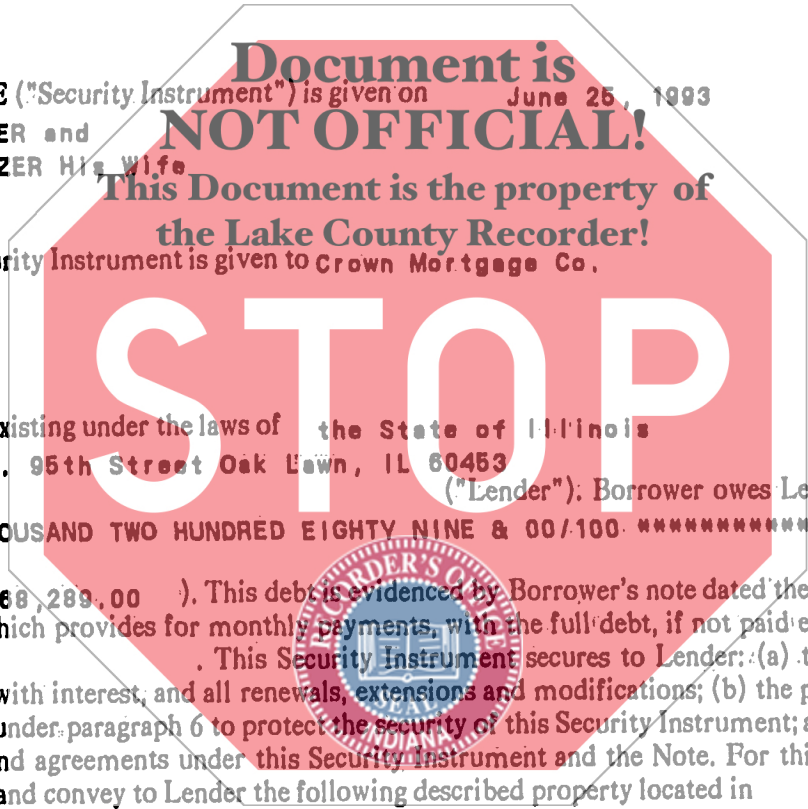 Document is
E ("Security Instrument") is given on June 25, 1993
ER and
NOT OFFICIAL!
ZER His Wife
This Document is the property of
the Lake County Recorder!
rity Instrument is given to Crown Mortgage Co.
STOP
xisting under the laws of the State of Illinois
. 95th Street Oak Lawn, IL 60453
("Lender"). Borrower owes Le
OUSAND TWO HUNDRED EIGHTY NINE & 00/100 **************
68,289.00 ). This debt is evidenced by Borrower's note dated the
hich provides for monthly payments, with the full debt, if not paid e
. This Security Instrument secures to Lender: (a) t
with interest, and all renewals, extensions and modifications; (b) the p
under paragraph 6 to protect the security of this Security Instrument; a
nd agreements under this Security Instrument and the Note. For thi
and convey to Lender the following described property located in
RECORDER'S OFFICE
SEAL
INDIANA